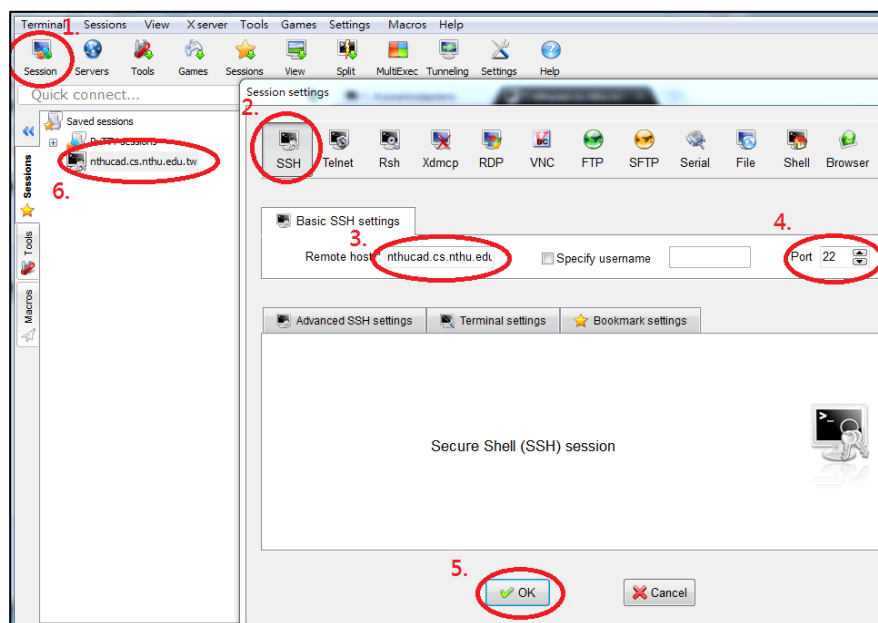 Terminal Sessions View X server Tools Games Settings Macros Help
1.
Session Servers Tools Games Sessions View Split MultiExec Tunneling Settings Help
Quick connect...
Session settings
2.
Saved sessions
PuTTY sessions
nthucad.cs.nthu.edu.tw
6.
Sessions
Tools
Macros
SSH Telnet Rsh Xdmcp RDP VNC FTP SFTP Serial File Shell Browser
Basic SSH settings
3.
4.
Remote host * nthucad.cs.nthu.edu Specify username Port 22
Advanced SSH settings Terminal settings Bookmark settings
Secure Shell (SSH) session
5.
OK Cancel